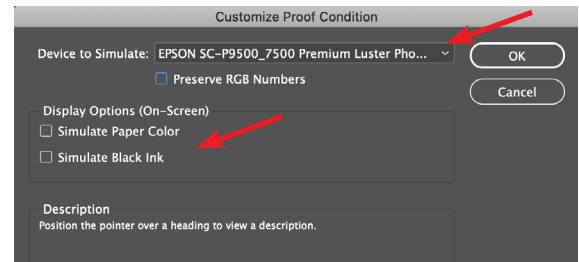 Customize Proof Condition
Device to Simulate: EPSON SC-P9500_7500 Premium Luster Pho...
OK
Preserve RGB Numbers
Cancel
Display Options (On-Screen)
Simulate Paper Color
Simulate Black Ink
Description
Position the pointer over a heading to view a description.